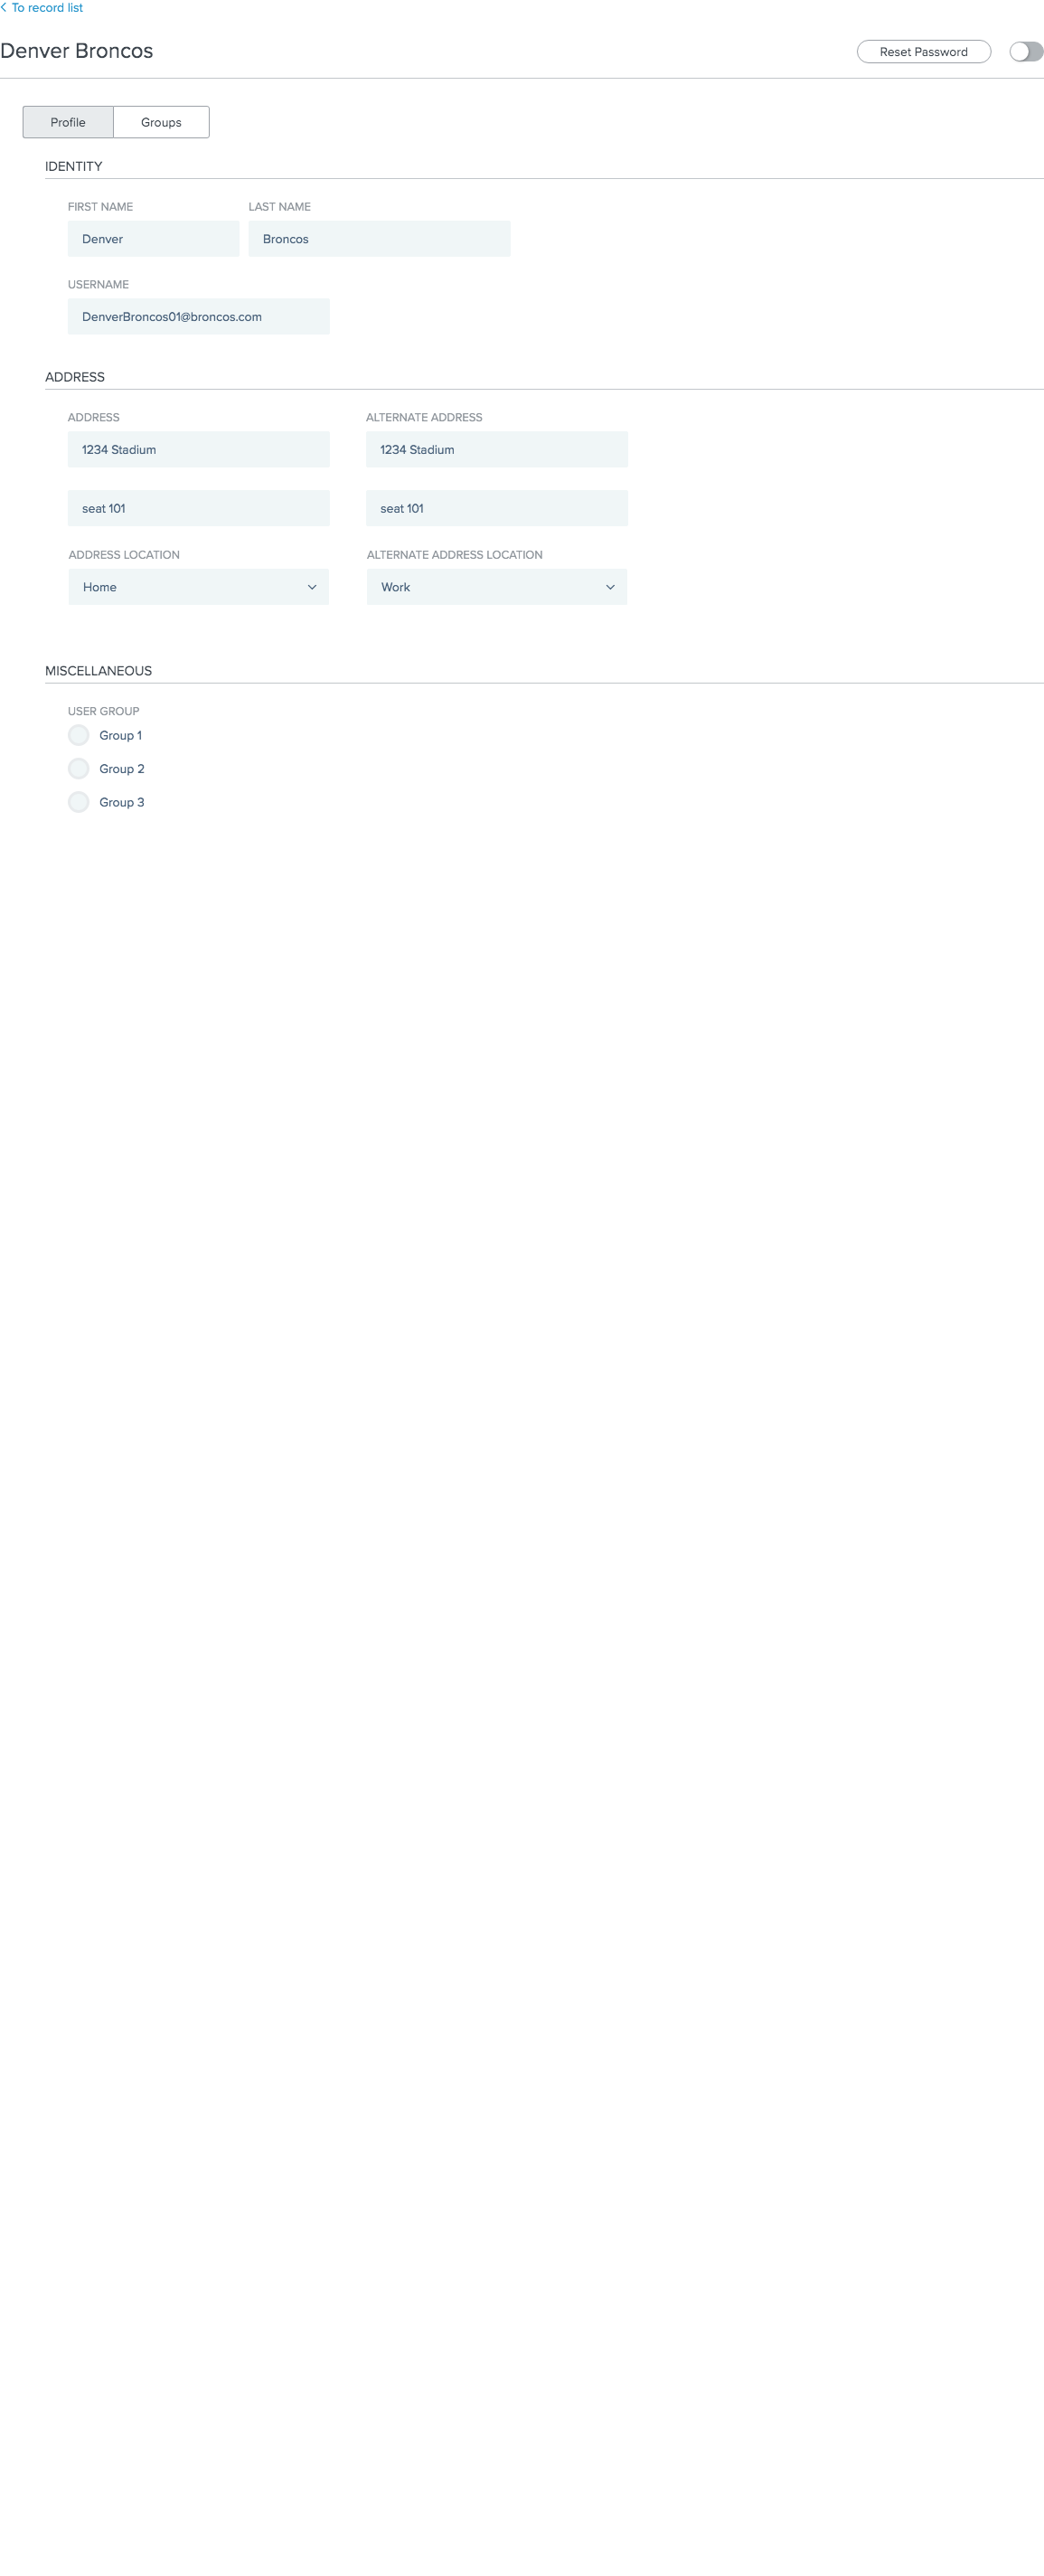 To record list
Denver Broncos
Reset Password
Profile Groups
IDENTITY
FIRST NAME LAST NAME
Denver Broncos
USERNAME
DenverBroncos01@broncos.com
ADDRESS
ADDRESS ALTERNATE ADDRESS
1234 Stadium 1234 Stadium
seat 101 seat 101
ADDRESS LOCATION ALTERNATE ADDRESS LOCATION
Home Work
MISCELLANEOUS
USER GROUP
Group 1
Group 2
Group 3